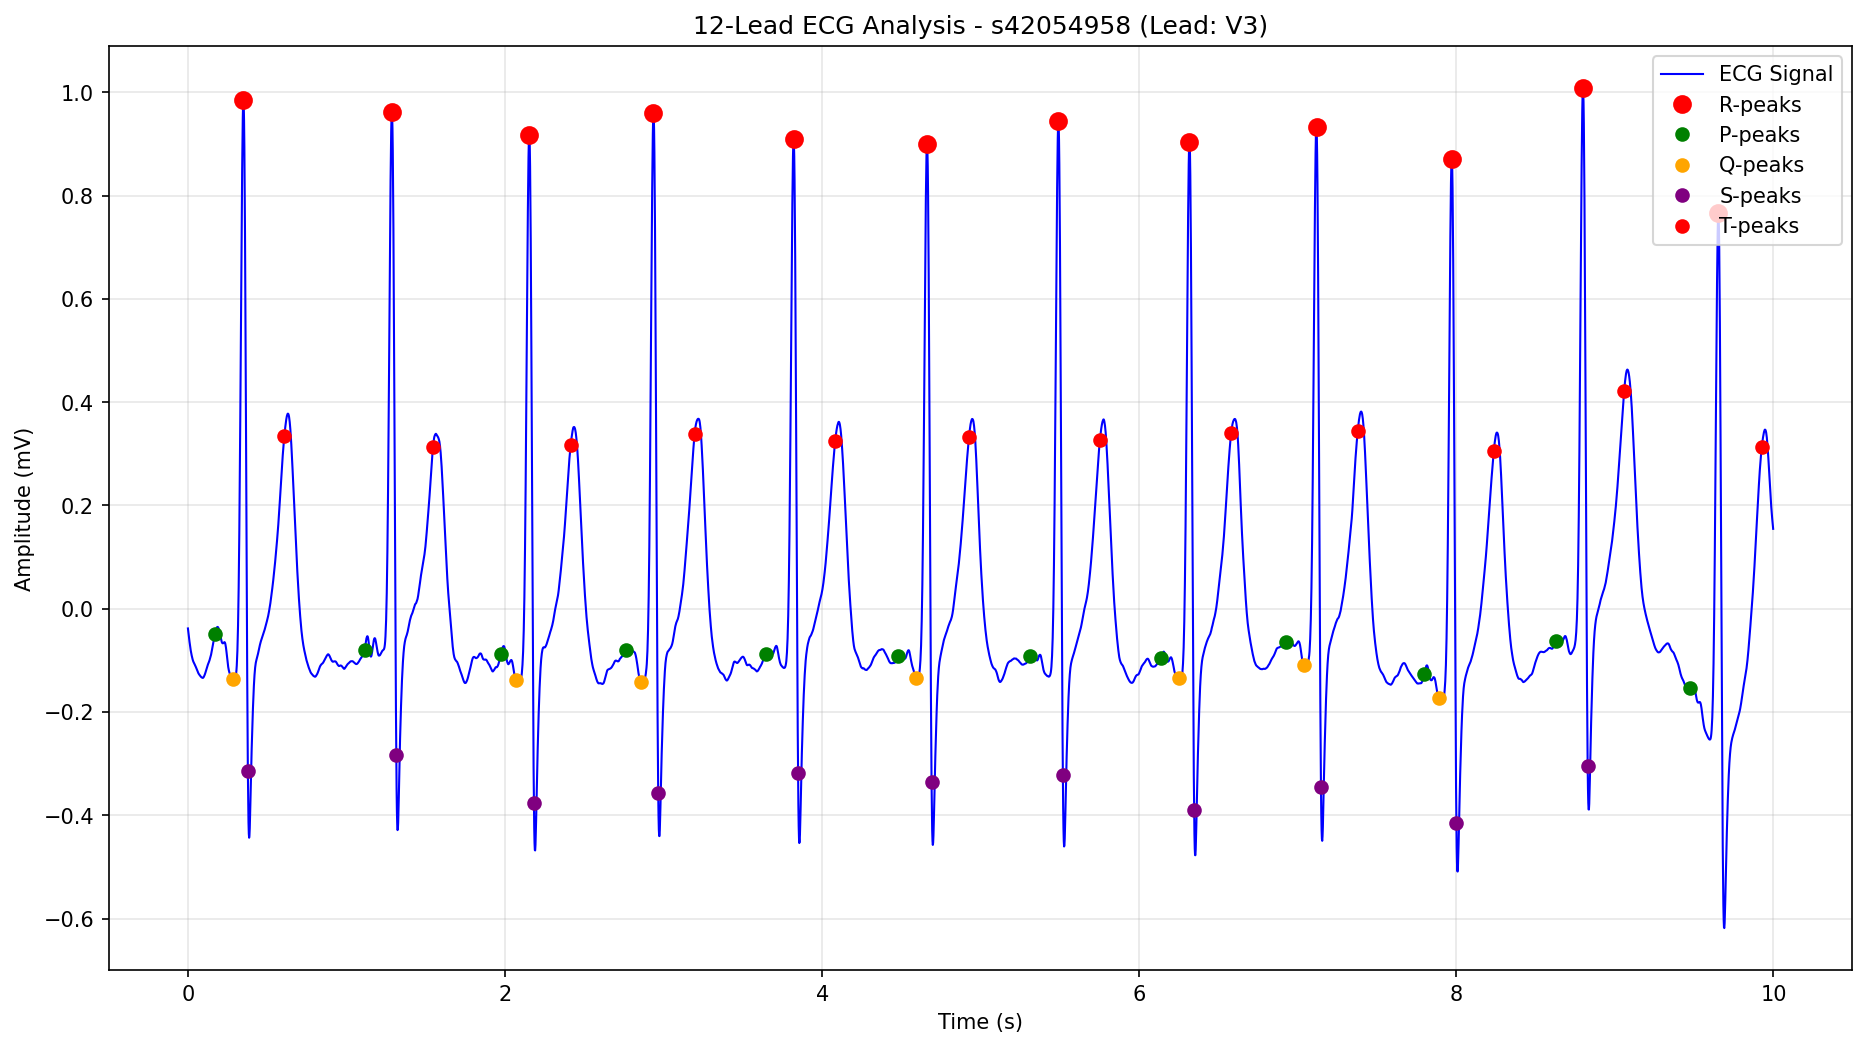 12-Lead ECG Analysis - s42054958 (Lead: V3)
ECG Signal
R-peaks
P-peaks
Q-peaks
S-peaks
T-peaks
Amplitude (mV)
1.0
0.8
0.6
0.4
0.2
0.0
−0.2
−0.4
−0.6
0 2 4 6 8 10
Time (s)